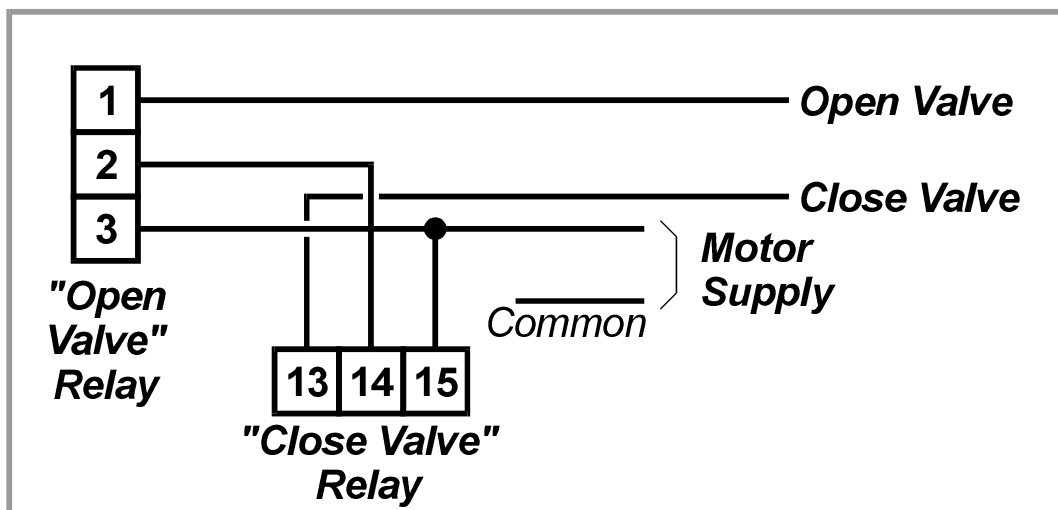 1
Open Valve
2
Close Valve
3
Motor
Supply
"Open
Valve"
Relay
Common
13 14 15
"Close Valve"
Relay